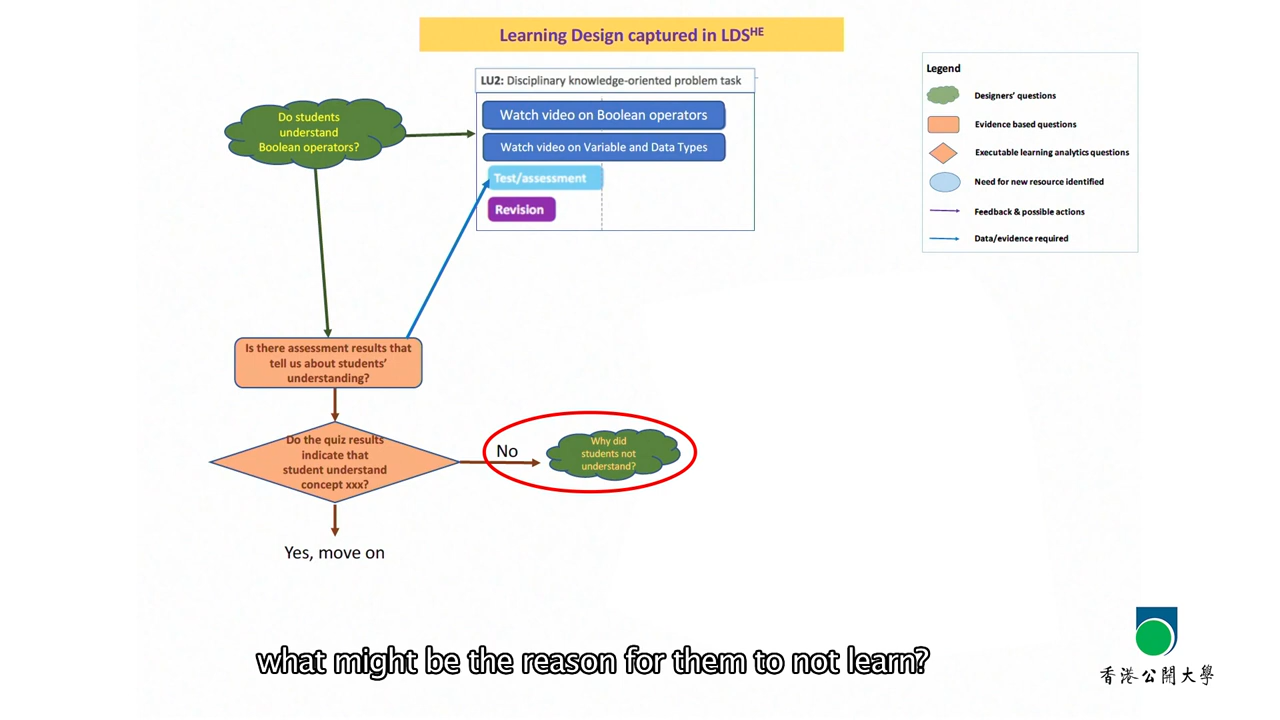 Learning Design captured in LDSHE
LU2: Disciplinary knowledge-oriented problem task
Watch video on Boolean operators
Watch video on Variable and Data Types
Test/assessment
Revision
Do students
understand
Boolean operators?
Legend
Designers' questions
Evidence based questions
Executable learning analytics questions
Need for new resource identified
Feedback & possible actions
Data/evidence required
Is there assessment results that
tell us about students'
understanding?
Do the quiz results
indicate that
student understand
concept xxx?
No
Why did
students not
understand?
Yes, move on
what might be the reason for them to not learn?
香港公開大學